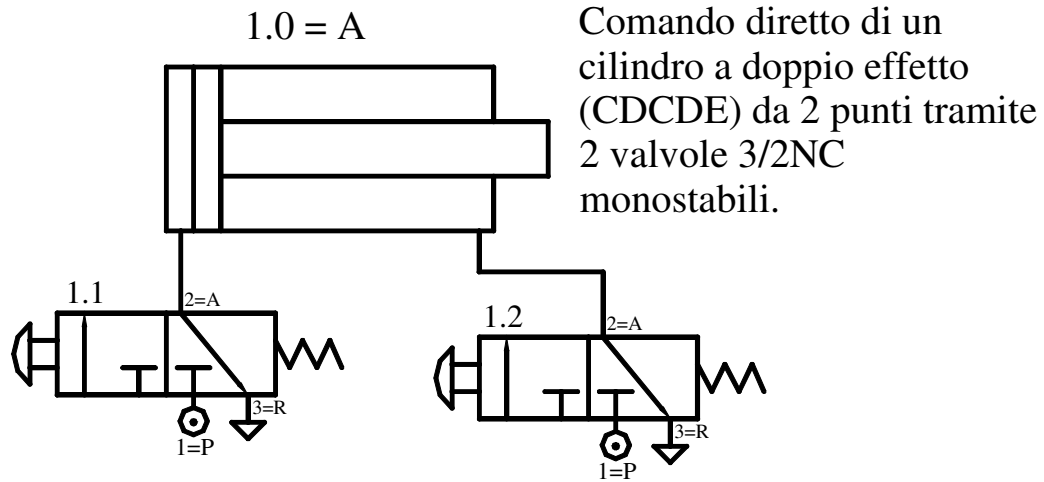 1.0 = A
Comando diretto di un
cilindro a doppio effetto
(CDCDE) da 2 punti tramite
2 valvole 3/2NC
monostabili.
1.1
2=A
3=R
1=P
1.2
2=A
3=R
1=P